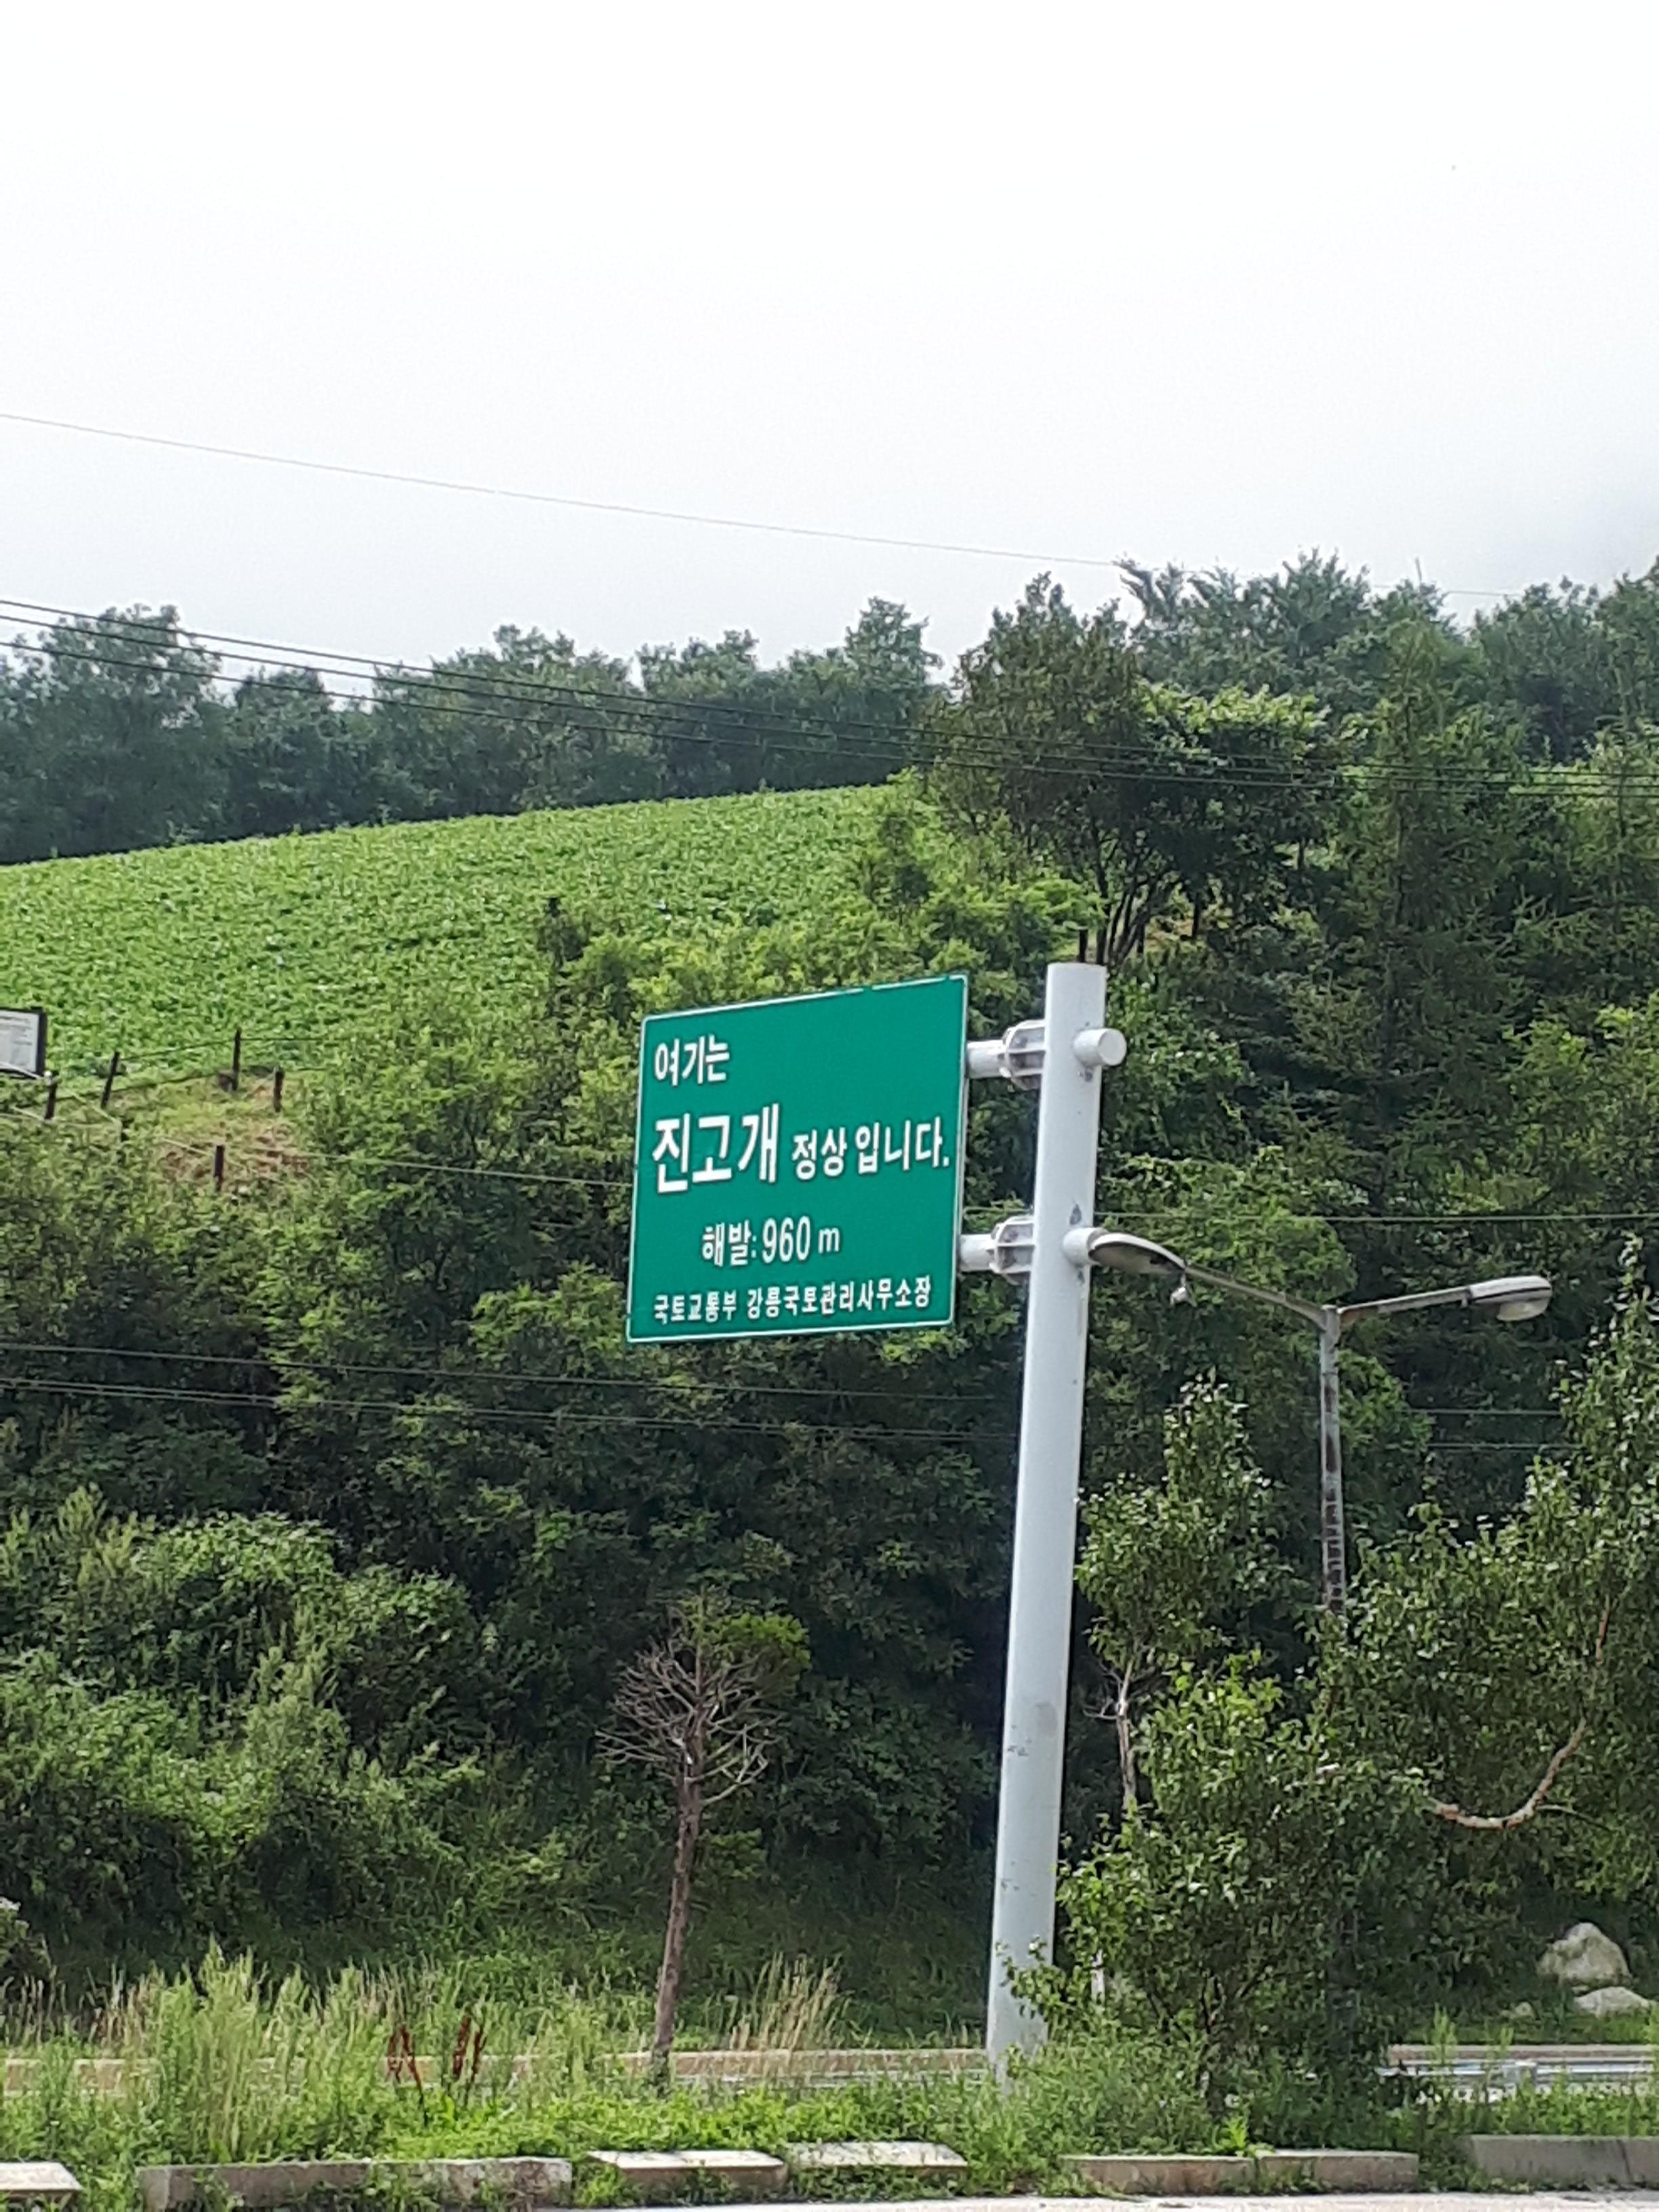 여기는
진고개 정상 입니다.
해발: 960 m
국토교통부 강릉국토관리사무소장